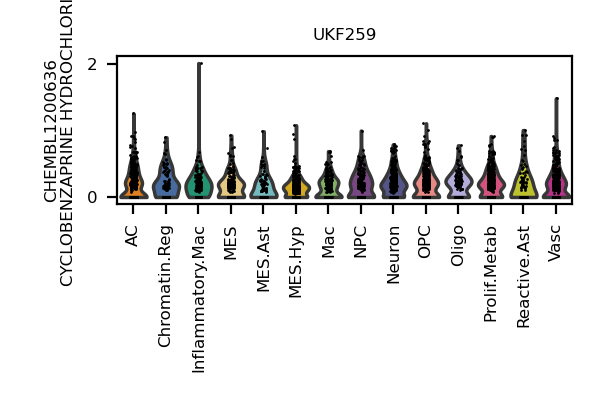 UKF259
CHEMBL1200636
CYCLOBENZAPRINE HYDROCHLORI
2
0
AC
Chromatin.Reg
Inflammatory.Mac
MES
MES.Ast
MES.Hyp
Mac
NPC
Neuron
OPC
Oligo
Prolif.Metab
Reactive.Ast
Vasc